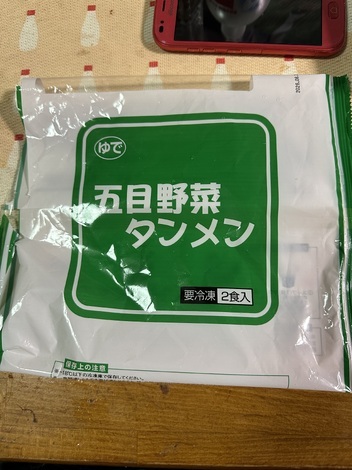 ゆで
五目野菜
タンメン
要冷凍 2食入
保存上の注意